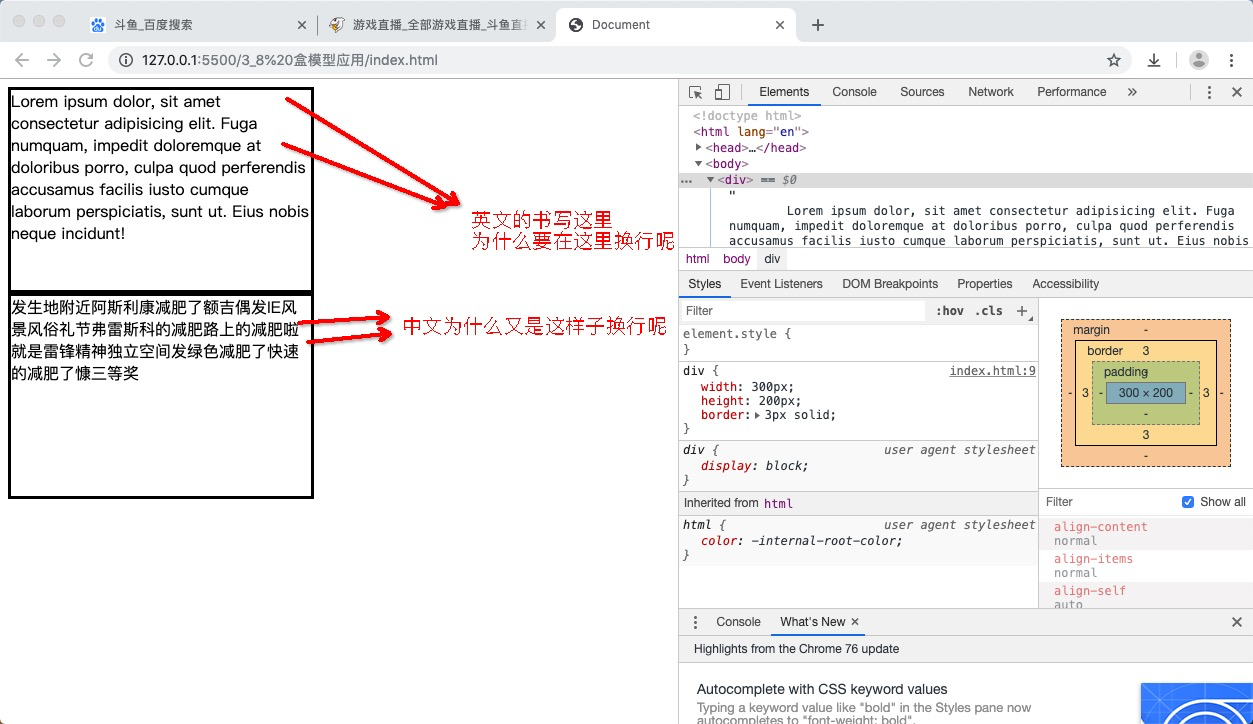 斗鱼_百度搜索
游戏直播_全部游戏直播_斗鱼直
Document
127.0.0.1:5500/3_8%20盒模型应用/index.html
Lorem ipsum dolor, sit amet
consectetur adipisicing elit. Fuga
numquam, impedit doloremque at
doloribus porro, culpa quod perferendis
accusamus facilis iusto cumque
laborum perspiciatis, sunt ut. Eius nobis
neque incidunt!
英文的书写这里
为什么要在这里换行呢
发生地附近阿斯利康减肥了额吉偶发IE风
景风俗礼节弗雷斯科的减肥路上的减肥啦
就是雷锋精神独立空间发绿色减肥了快速
的减肥了慷三等奖
中文为什么又是这样子换行呢
Elements Console Sources Network Performance »
<!doctype html>
<html lang="en">
<head>…</head>
<body>
<div> == $0
"
Lorem ipsum dolor, sit amet consectetur adipisicing elit. Fuga
numquam, impedit doloremque at doloribus porro, culpa quod perferendis
accusamus facilis iusto cumque laborum perspiciatis, sunt ut. Eius nobis
html body div
Styles Event Listeners DOM Breakpoints Properties Accessibility
Filter :hov .cls +
element.style {
}
div { index.html:9
width: 300px;
height: 200px;
border: 3px solid;
}
div { user agent stylesheet
display: block;
}
Inherited from html
html { user agent stylesheet
color: -internal-root-color;
}
margin -
border 3
padding -
- 3 - 300 × 200 - 3 -
-
3
-
Filter Show all
align-content
normal
align-items
normal
align-self
auto
Console What's New ×
Highlights from the Chrome 76 update
Autocomplete with CSS keyword values
Typing a keyword value like "bold" in the Styles pane now
autocompletes to "font-weight: bold".